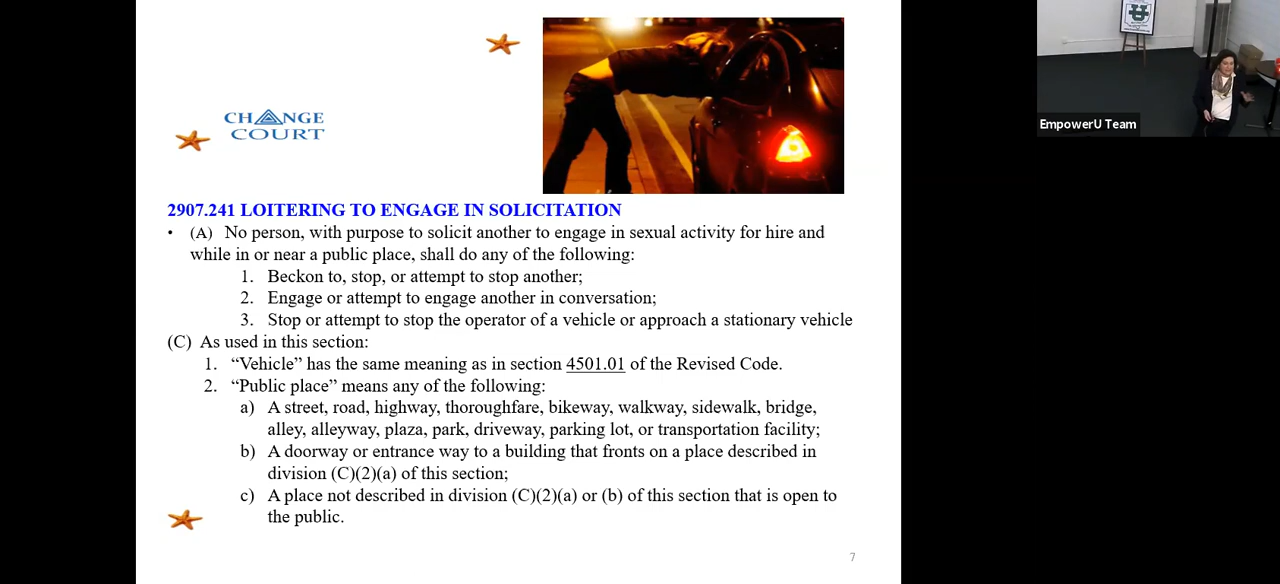 EmpowerU Team
CHANGE
COURT
2907.241 LOITERING TO ENGAGE IN SOLICITATION
• (A) No person, with purpose to solicit another to engage in sexual activity for hire and
while in or near a public place, shall do any of the following:
1. Beckon to, stop, or attempt to stop another;
2. Engage or attempt to engage another in conversation;
3. Stop or attempt to stop the operator of a vehicle or approach a stationary vehicle
(C) As used in this section:
1. “Vehicle” has the same meaning as in section 4501.01 of the Revised Code.
2. “Public place” means any of the following:
a) A street, road, highway, thoroughfare, bikeway, walkway, sidewalk, bridge,
alley, alleyway, plaza, park, driveway, parking lot, or transportation facility;
b) A doorway or entrance way to a building that fronts on a place described in
division (C)(2)(a) of this section;
c) A place not described in division (C)(2)(a) or (b) of this section that is open to
the public.
7